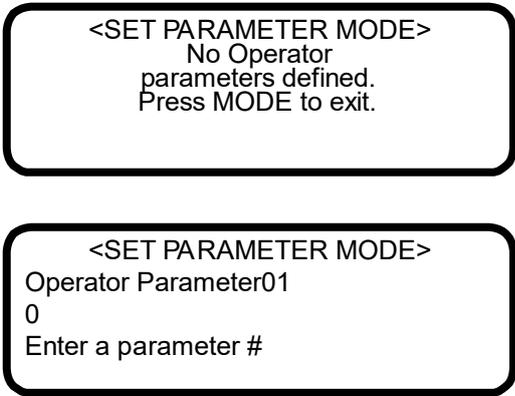 <SET PARAMETER MODE>
No Operator
parameters defined.
Press MODE to exit.
<SET PARAMETER MODE>
Operator Parameter01
0
Enter a parameter #